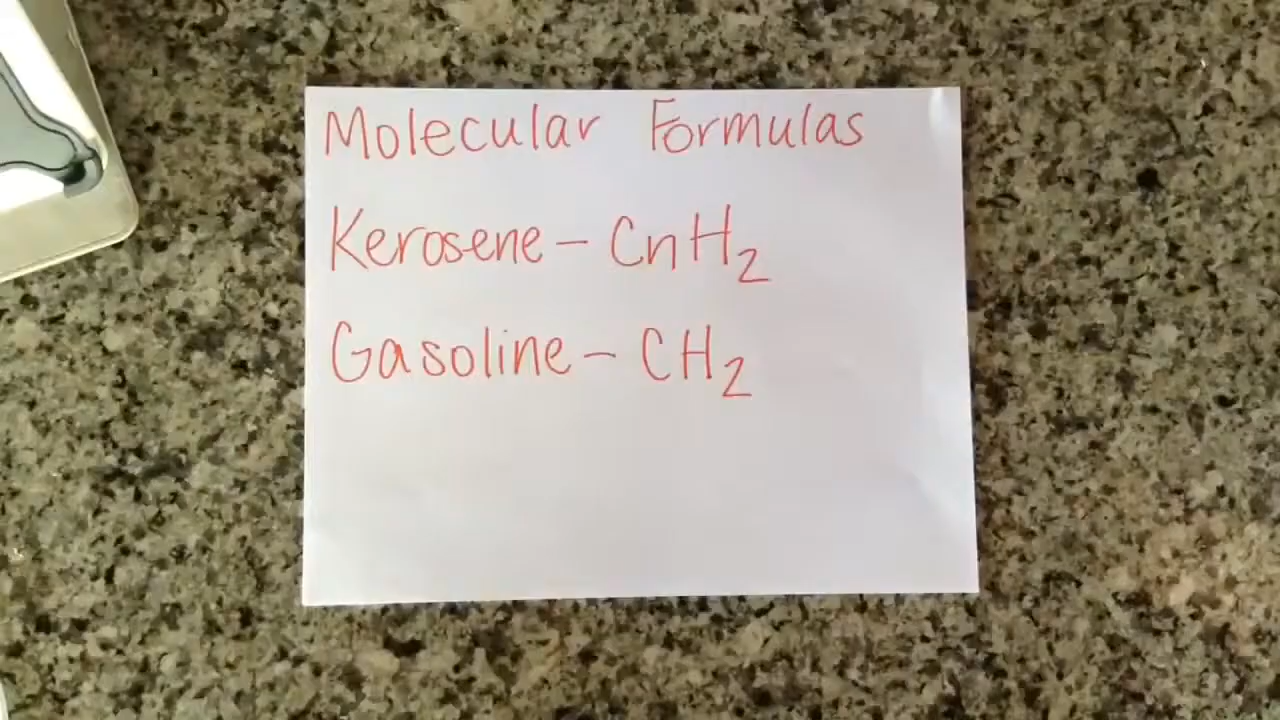 Molecular Formulas
Kerosene - CnH₂
Gasoline - CH₂